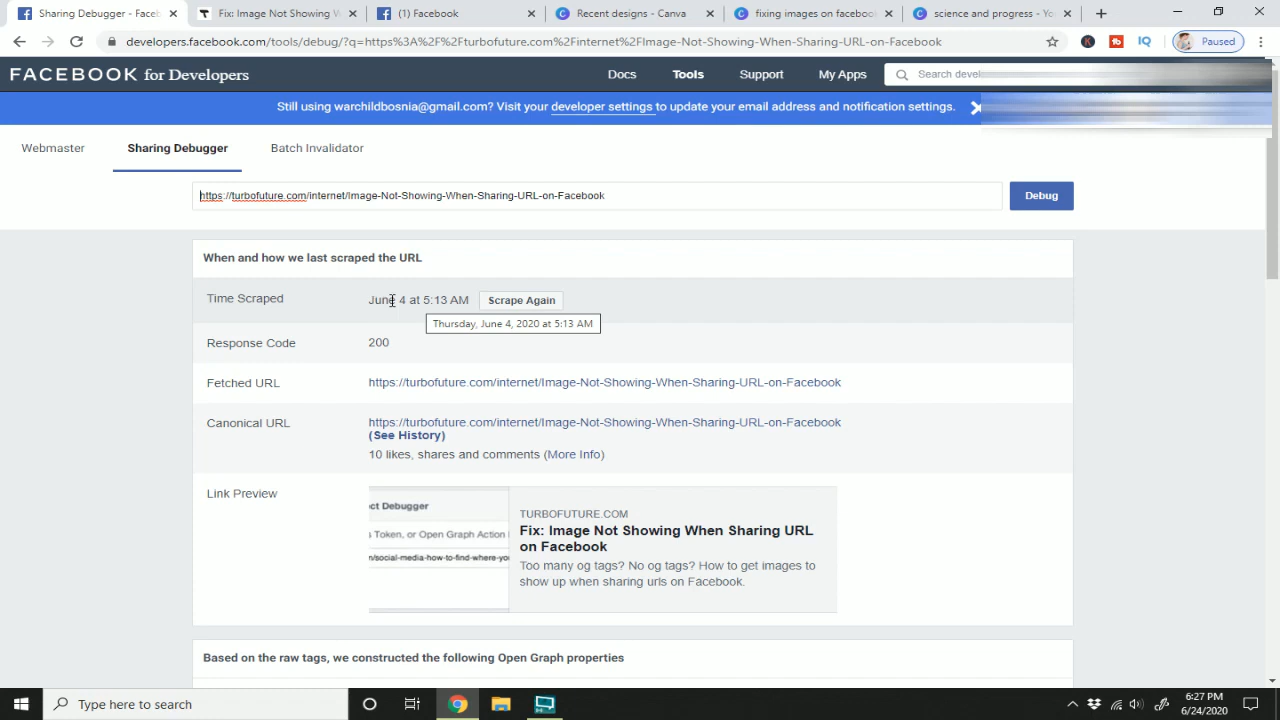 Sharing Debugger - Faceb
Fix: Image Not Showing W
(1) Facebook
Recent designs - Canva
fixing images on facebook
science and progress - Yo
developers.facebook.com/tools/debug/?q=https%3A%2F%2Fturbofuture.com%2Finternet%2FImage-Not-Showing-When-Sharing-URL-on-Facebook
K
IQ
Paused
FACEBOOK for Developers
Docs
Tools
Support
My Apps
Search devel
Still using warchildbosnia@gmail.com? Visit your developer settings to update your email address and notification settings.
Webmaster
Sharing Debugger
Batch Invalidator
https://turbofuture.com/internet/Image-Not-Showing-When-Sharing-URL-on-Facebook
Debug
When and how we last scraped the URL
Time Scraped
June 4 at 5:13 AM
Scrape Again
Thursday, June 4, 2020 at 5:13 AM
Response Code
200
Fetched URL
https://turbofuture.com/internet/Image-Not-Showing-When-Sharing-URL-on-Facebook
Canonical URL
https://turbofuture.com/internet/Image-Not-Showing-When-Sharing-URL-on-Facebook
(See History)
10 likes, shares and comments (More Info)
Link Preview
ct Debugger
s Token, or Open Graph Action I
n/social-media-how-to-find-where-yo
TURBOFUTURE.COM
Fix: Image Not Showing When Sharing URL
on Facebook
Too many og tags? No og tags? How to get images to
show up when sharing urls on Facebook.
Based on the raw tags, we constructed the following Open Graph properties
Type here to search
6:27 PM
6/24/2020